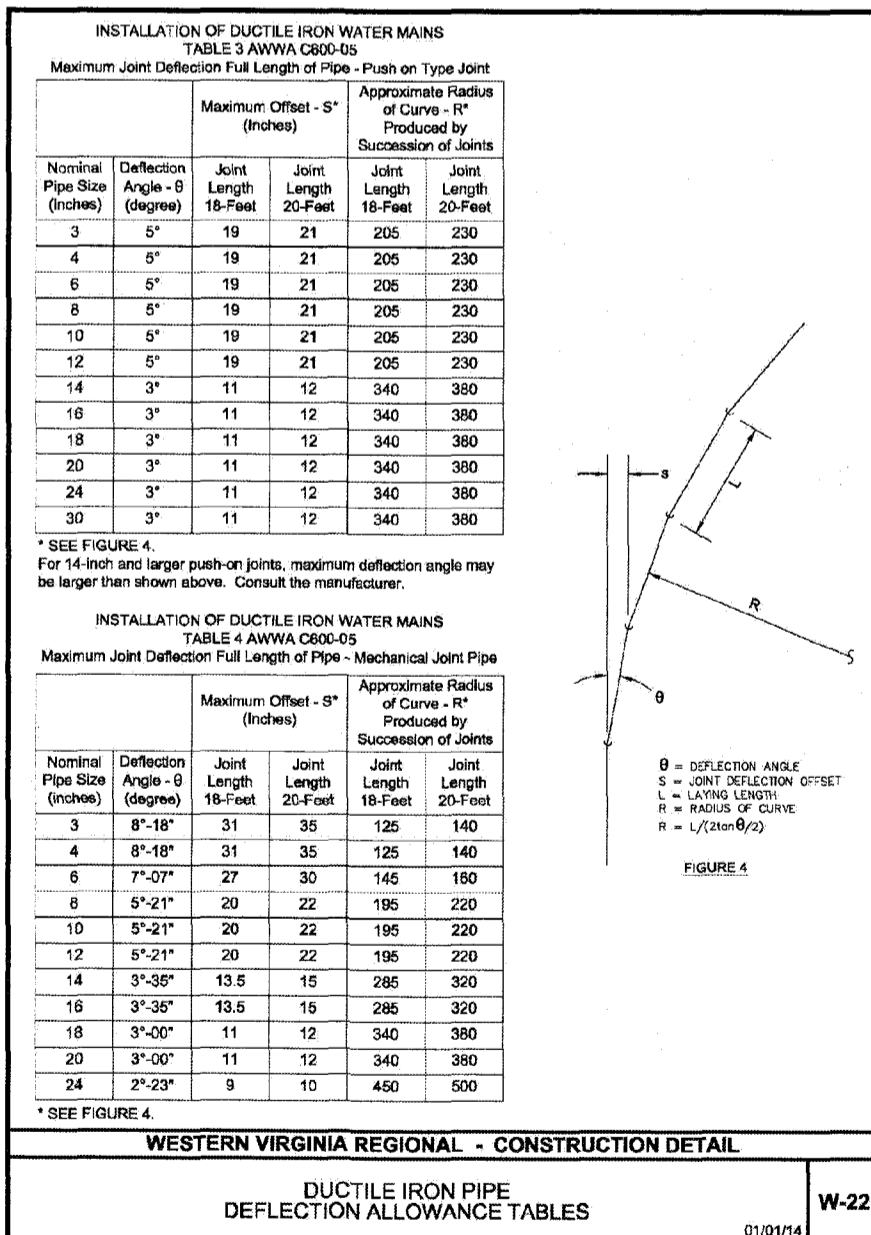 INSTALLATION OF DUCTILE IRON WATER MAINS
TABLE 3 AWWA C600-05
Maximum Joint Deflection Full Length of Pipe - Push on Type Joint
Maximum Offset - S*
(Inches)
Approximate Radius
of Curve - R*
Produced by
Succession of Joints
Nominal
Pipe Size
(Inches)
Deflection
Angle - θ
(degree)
Joint
Length
18-Feet
Joint
Length
20-Feet
Joint
Length
18-Feet
Joint
Length
20-Feet
3 5° 19 21 205 230
4 5° 19 21 205 230
6 5° 19 21 205 230
8 5° 19 21 205 230
10 5° 19 21 205 230
12 5° 19 21 205 230
14 3° 11 12 340 380
16 3° 11 12 340 380
18 3° 11 12 340 380
20 3° 11 12 340 380
24 3° 11 12 340 380
30 3° 11 12 340 380
* SEE FIGURE 4.
For 14-inch and larger push-on joints, maximum deflection angle may
be larger than shown above. Consult the manufacturer.
INSTALLATION OF DUCTILE IRON WATER MAINS
TABLE 4 AWWA C600-05
Maximum Joint Deflection Full Length of Pipe - Mechanical Joint Pipe
Maximum Offset - S*
(Inches)
Approximate Radius
of Curve - R*
Produced by
Succession of Joints
Nominal
Pipe Size
(inches)
Deflection
Angle - θ
(degree)
Joint
Length
18-Feet
Joint
Length
20-Feet
Joint
Length
18-Feet
Joint
Length
20-Feet
3 8°-18" 31 35 125 140
4 8°-18" 31 35 125 140
6 7°-07" 27 30 145 160
8 5°-21" 20 22 195 220
10 5°-21" 20 22 195 220
12 5°-21" 20 22 195 220
14 3°-35" 13.5 15 285 320
16 3°-35" 13.5 15 285 320
18 3°-00" 11 12 340 380
20 3°-00" 11 12 340 380
24 2°-23" 9 10 450 500
* SEE FIGURE 4.
S
L
R
θ
θ = DEFLECTION ANGLE
S = JOINT DEFLECTION OFFSET
L = LAYING LENGTH
R = RADIUS OF CURVE
R = L/(2tanθ/2)
FIGURE 4
WESTERN VIRGINIA REGIONAL - CONSTRUCTION DETAIL
DUCTILE IRON PIPE
DEFLECTION ALLOWANCE TABLES
01/01/14
W-22